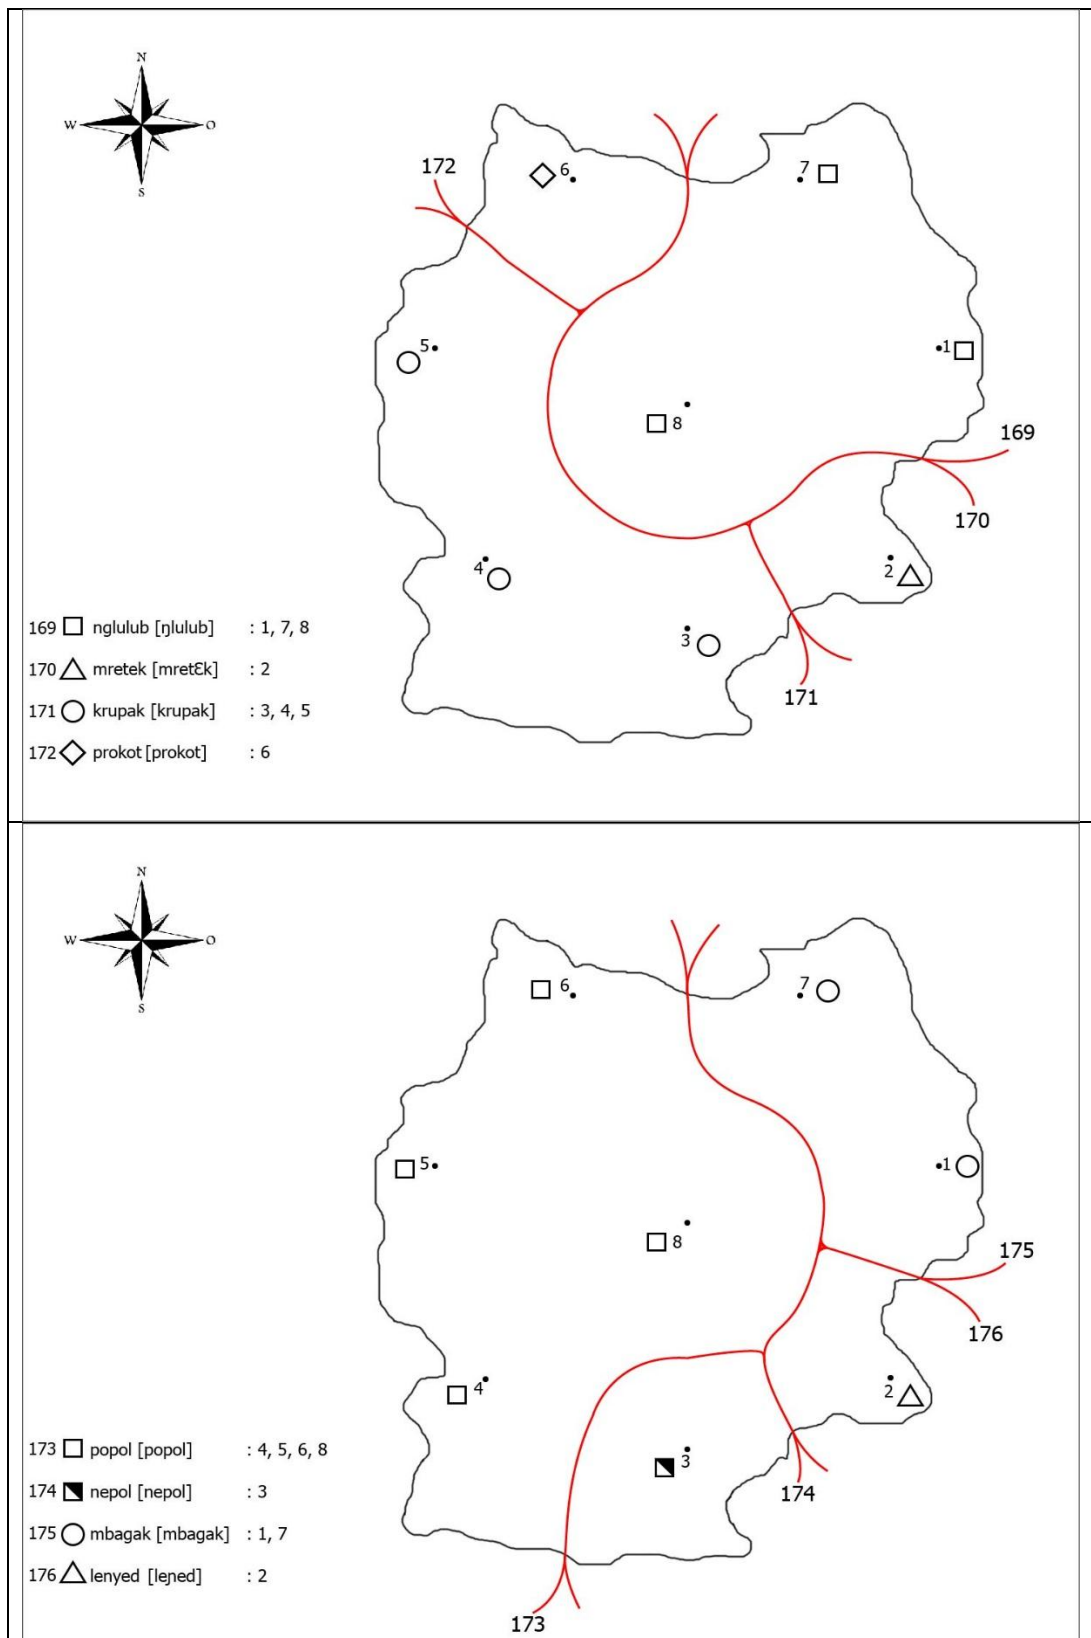 N
W
O
S
172
6
7
5
1
8
169
170
4
2
3
171
169 nglulub [ŋlulub] : 1, 7, 8
170 mretek [mretƐk] : 2
171 krupak [krupak] : 3, 4, 5
172 prokot [prokot] : 6
N
W
O
S
6
7
5
1
8
175
176
4
2
3
174
173
173 popol [popol] : 4, 5, 6, 8
174 nepol [nepol] : 3
175 mbagak [mbagak] : 1, 7
176 lenyed [leɲed] : 2